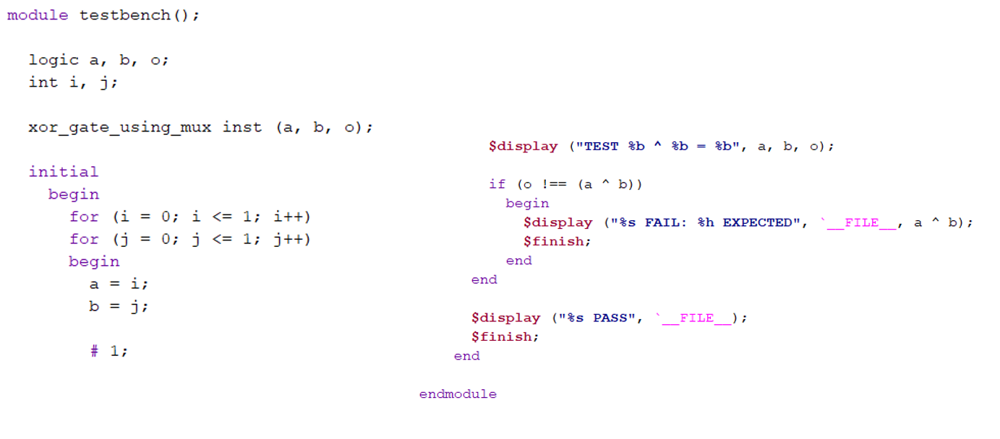 module testbench();
logic a, b, o;
int i, j;
xor_gate_using_mux inst (a, b, o);
initial
begin
for (i = 0; i <= 1; i++)
for (j = 0; j <= 1; j++)
begin
a = i;
b = j;
# 1;
$display ("TEST %b ^ %b = %b", a, b, o);
if (o !== (a ^ b))
begin
$display ("%s FAIL: %h EXPECTED", `__FILE__, a ^ b);
$finish;
end
end
$display ("%s PASS", `__FILE__);
$finish;
end
endmodule